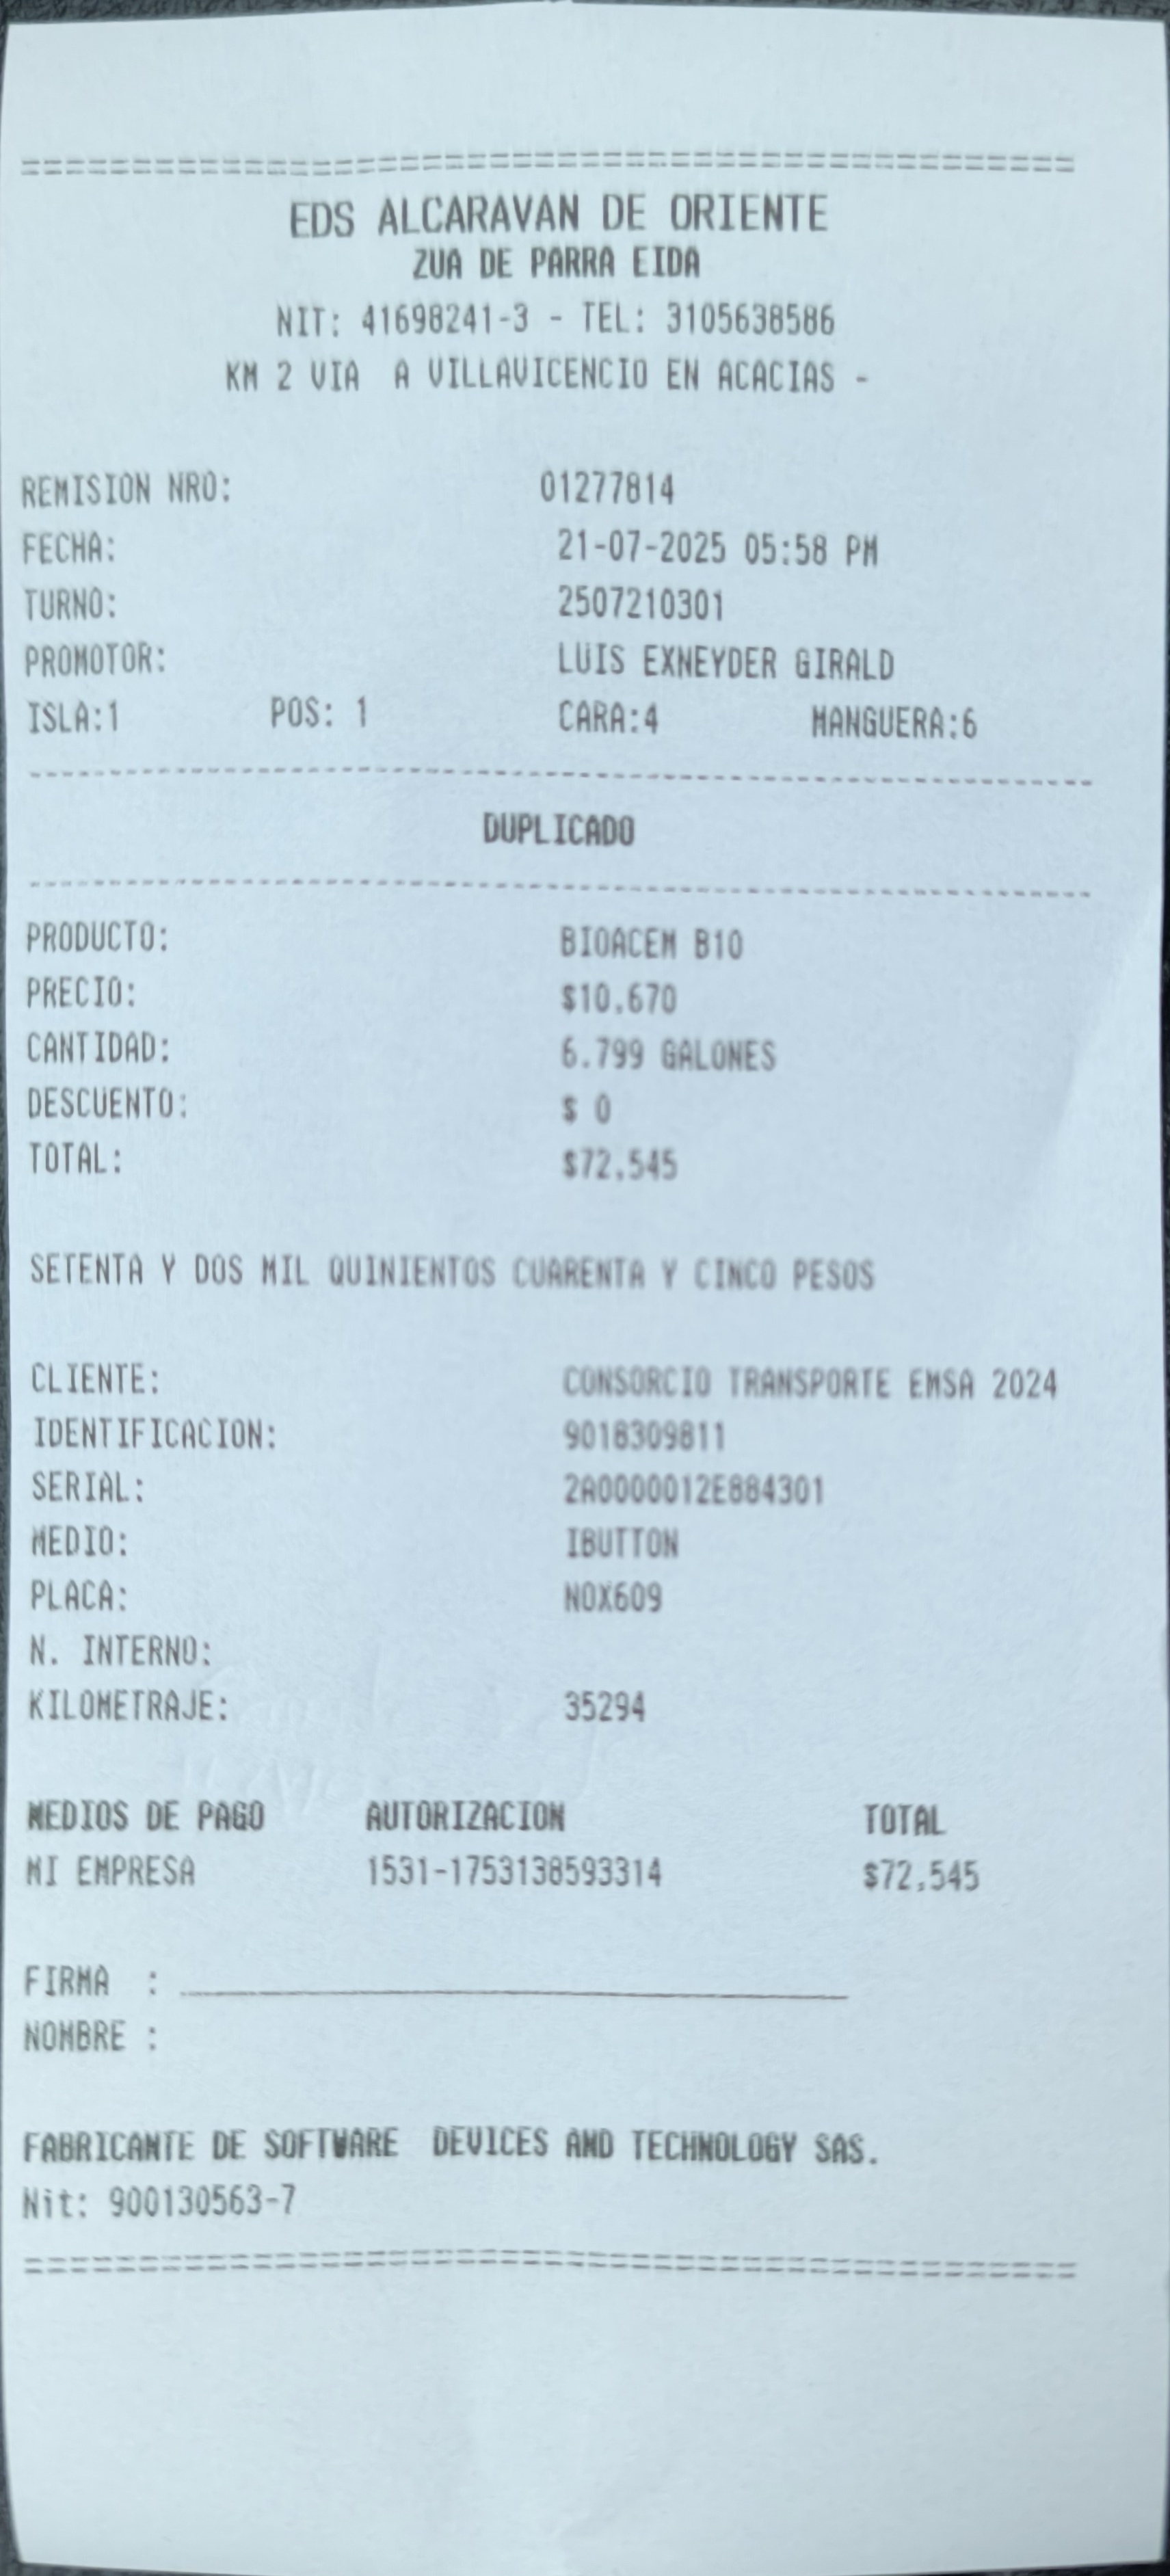 ================================================
EDS ALCARAVAN DE ORIENTE
ZUA DE PARRA EIDA
NIT: 41698241-3 - TEL: 3105638586
KM 2 VIA A VILLAVICENCIO EN ACACIAS -
REMISION NRO: 01277814
FECHA: 21-07-2025 05:58 PM
TURNO: 2507210301
PROMOTOR: LUIS EXNEYDER GIRALD
ISLA:1 POS: 1 CARA:4 MANGUERA:6
DUPLICADO
PRODUCTO: BIOACEM B10
PRECIO: $10.670
CANTIDAD: 6.799 GALONES
DESCUENTO: $ 0
TOTAL: $72.545
SETENTA Y DOS MIL QUINIENTOS CUARENTA Y CINCO PESOS
CLIENTE: CONSORCIO TRANSPORTE EMSA 2024
IDENTIFICACION: 9018309811
SERIAL: 2A0000012E884301
MEDIO: IBUTTON
PLACA: NOX609
N. INTERNO:
KILOMETRAJE: 35294
MEDIOS DE PAGO AUTORIZACION TOTAL
MI EMPRESA 1531-1753138593314 $72.545
FIRMA : ______________________________
NOMBRE :
FABRICANTE DE SOFTWARE DEVICES AND TECHNOLOGY SAS.
Nit: 900130563-7
================================================